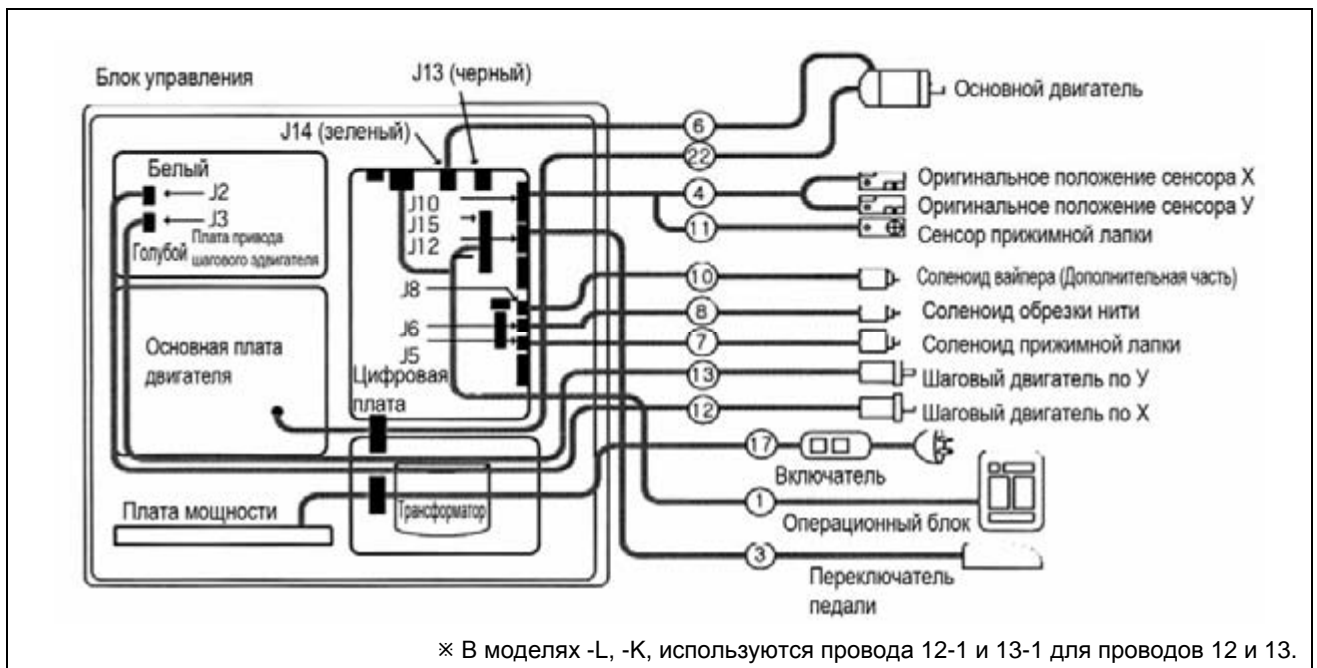 Блок управления
J13 (черный)
J14 (зеленый)
Основной двигатель
6
22
Белый
J2
J3
Плата привода
Голубой шагового эдвигателя
J10
J15
J12
4
Оригинальное положение сенсора X
Оригинальное положение сенсора У
11
Сенсор прижимной лапки
J8
10
Соленоид вайпера (Дополнительная часть)
J6
8
Соленоид обрезки нити
J5
7
Соленоид прижимной лапки
Основная плата
двигателя
Цифровая
плата
13
Шаговый двигатель по У
12
Шаговый двигатель по X
17
Включатель
Плата мощности
Трансформатор
1
Операционный блок
3
Переключатель
педали
※ В моделях -L, -K, используются провода 12-1 и 13-1 для проводов 12 и 13.